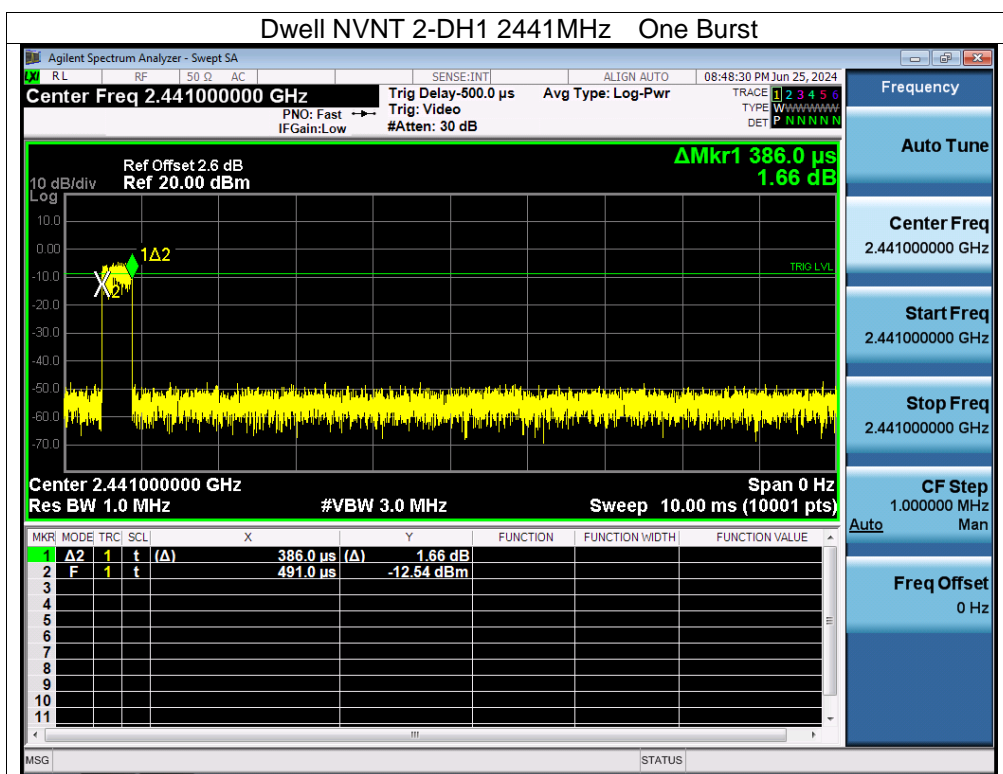 Dwell NVNT 2-DH1 2441MHz One Burst
Agilent Spectrum Analyzer - Swept SA
LXI RL RF 50 Ω AC SENSE:INT ALIGN AUTO 08:48:30 PM Jun 25, 2024
Center Freq 2.441000000 GHz Trig Delay-500.0 µs Avg Type: Log-Pwr TRACE 1 2 3 4 5 6
PNO: Fast Trig: Video TYPE WWWWWWW
IFGain:Low #Atten: 30 dB DET P NNNNN
ΔMkr1 386.0 µs
1.66 dB
Ref Offset 2.6 dB
10 dB/div Ref 20.00 dBm
Log
10.0
0.00
-10.0
-20.0
-30.0
-40.0
-50.0
-60.0
-70.0
1Δ2
2
TRIG LVL
Center 2.441000000 GHz Span 0 Hz
Res BW 1.0 MHz #VBW 3.0 MHz Sweep 10.00 ms (10001 pts)
MKR MODE TRC SCL X Y FUNCTION FUNCTION WIDTH FUNCTION VALUE
1 Δ2 1 t (Δ) 386.0 µs (Δ) 1.66 dB
2 F 1 t 491.0 µs -12.54 dBm
3
4
5
6
7
8
9
10
11
MSG STATUS
Frequency
Auto Tune
Center Freq
2.441000000 GHz
Start Freq
2.441000000 GHz
Stop Freq
2.441000000 GHz
CF Step
1.000000 MHz
Auto Man
Freq Offset
0 Hz